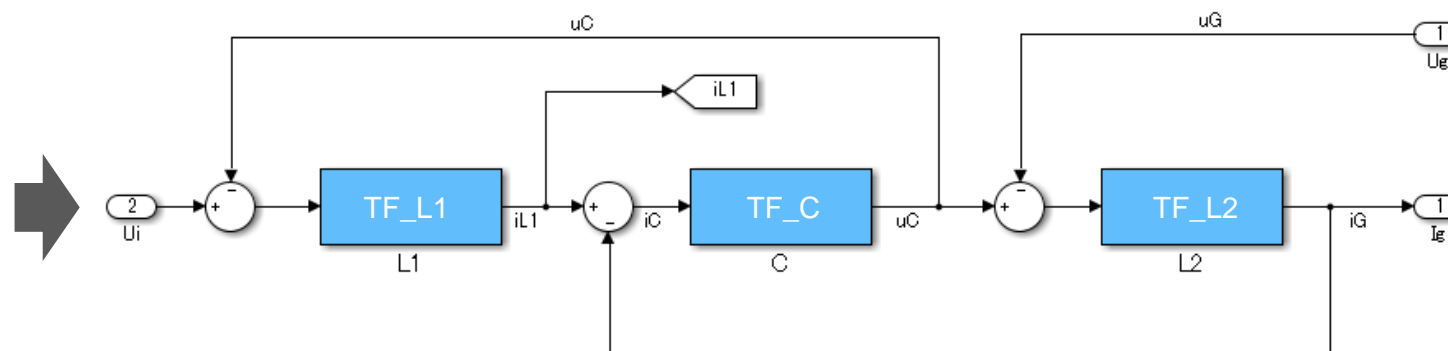 uC
uG
1
Ug
iL1
-
-
2
Ui
+
TF_L1
iL1
L1
+
-
iC
TF_C
uC
C
+
TF_L2
iG
L2
1
Ig